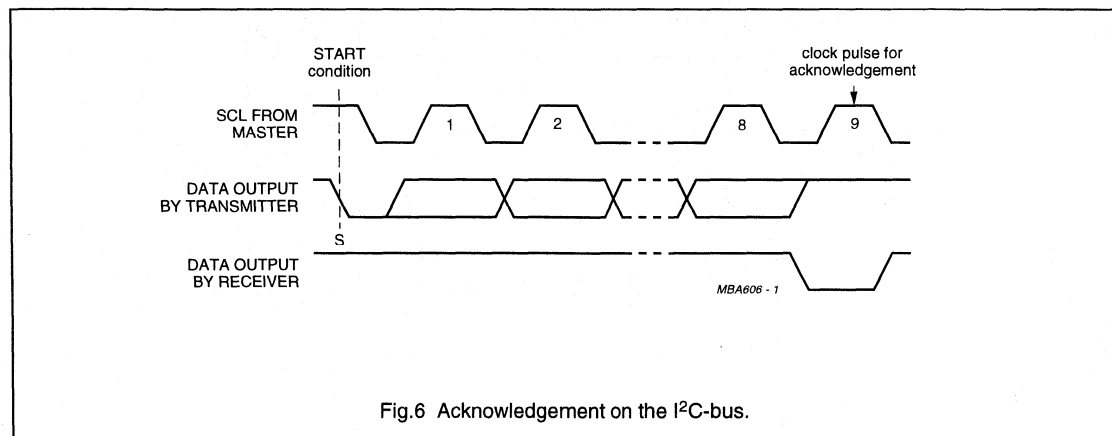 START
condition
clock pulse for
acknowledgement
SCL FROM
MASTER
1
2
8
9
DATA OUTPUT
BY TRANSMITTER
S
DATA OUTPUT
BY RECEIVER
MBA606 - 1
Fig.6 Acknowledgement on the I²C-bus.